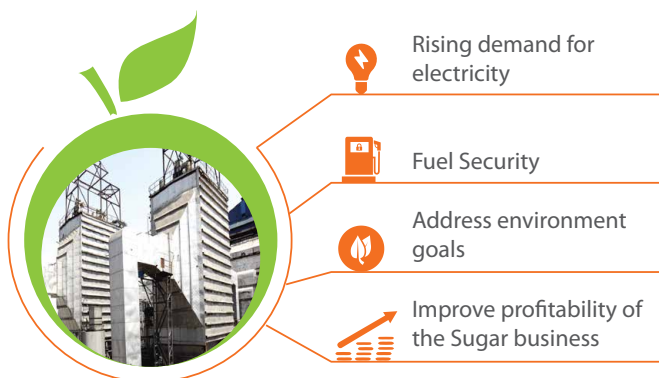 Rising demand for
electricity
Fuel Security
Address environment
goals
Improve profitability of
the Sugar business